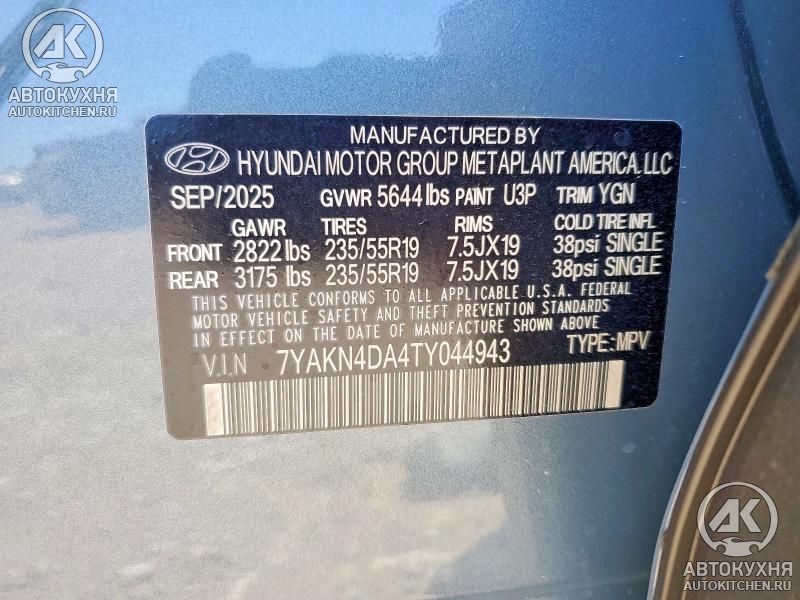 АК
АВТОКУХНЯ
AUTOKITCHEN.RU
MANUFACTURED BY
HYUNDAI MOTOR GROUP METAPLANT AMERICA, LLC
SEP/2025 GVWR 5644 lbs PAINT U3P TRIM YGN
GAWR TIRES RIMS COLD TIRE INFL
FRONT 2822 lbs 235/55R19 7.5JX19 38psi SINGLE
REAR 3175 lbs 235/55R19 7.5JX19 38psi SINGLE
THIS VEHICLE CONFORMS TO ALL APPLICABLE U.S.A. FEDERAL
MOTOR VEHICLE SAFETY AND THEFT PREVENTION STANDARDS
IN EFFECT ON THE DATE OF MANUFACTURE SHOWN ABOVE.
V.I.N 7YAKN4DA4TY044943 TYPE: MPV
АК
АВТОКУХНЯ
AUTOKITCHEN.RU